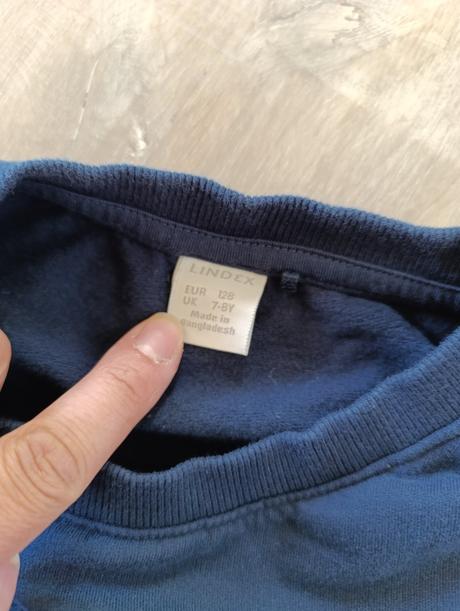 LINDEX
EUR 128
UK 7-8Y
Made in
Bangladesh